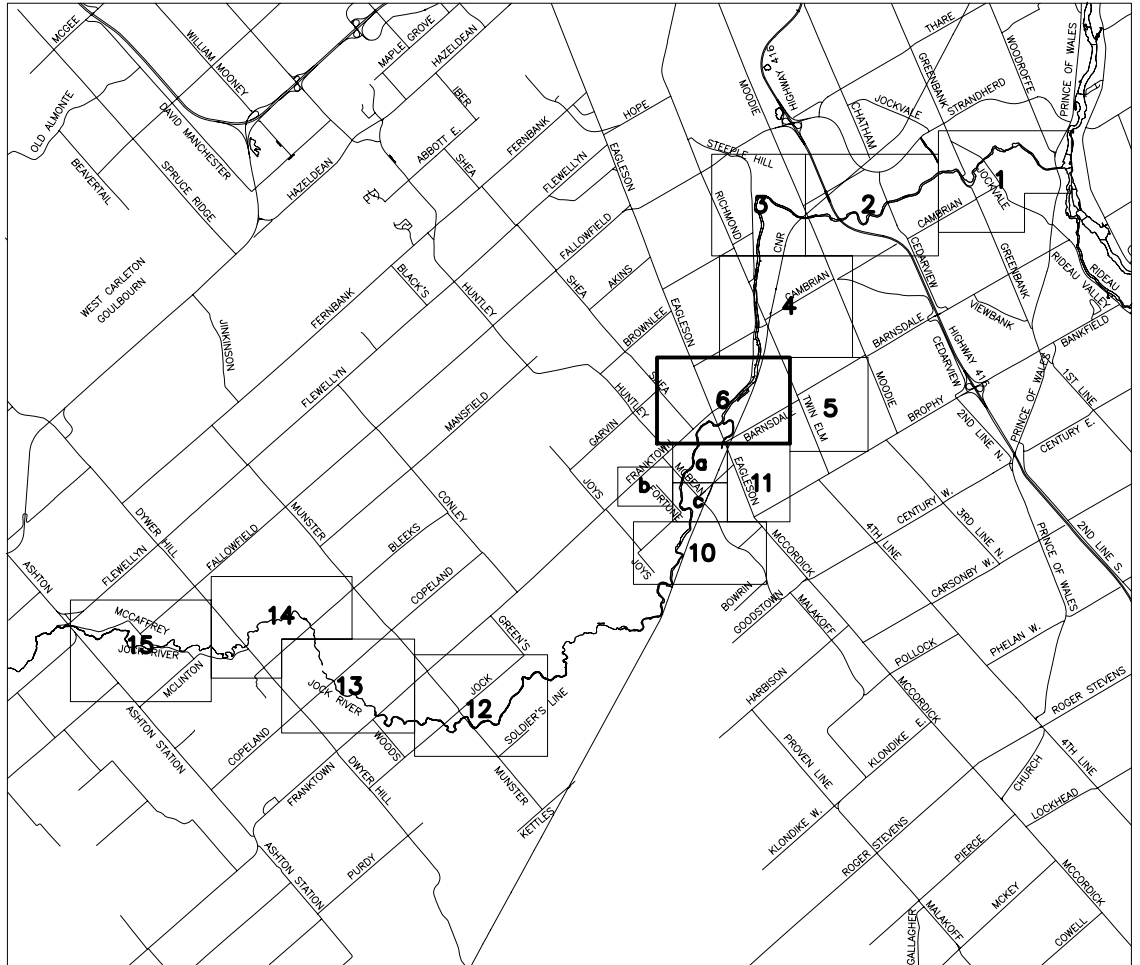 MCGEE
WILLIAM MOONEY
MAPLE GROVE
HAZELDEAN
THARE
WOODROFFE
PRINCE OF WALES
HIGHWAY 416
MOODIE
GREENBANK
STRANDHERD
JOCKVALE
CHATHAM
OLD ALMONTE
DAVID MANCHESTER
IBER
HOPE
ABBOTT E.
FERNBANK
BEAVERTAIL
SPRUCE RIDGE
HAZELDEAN
SHEA
FLEWELLYN
EAGLESON
STEEPLE HILL
1
JOCKVALE
2
3
RICHMOND
CAMBRIAN
FALLOWFIELD
CNR
CEDARVIEW
GREENBANK
RIDEAU VALLEY
RIDEAU
WEST CARLETON
GOULBOURN
BLACK'S
HUNTLEY
SHEA
AKINS
CAMBRIAN
4
FERNBANK
EAGLESON
BROWNLEE
VIEWBANK
BARNSDALE
HIGHWAY 416
BANKFIELD
JINKINSON
FLEWELLYN
SHEA
CEDARVIEW
PRINCE OF WALES
1ST LINE
HUNTLEY
6
MOODIE
TWIN ELM
5
BROPHY
MANSFIELD
GARVIN
BARNSDALE
2ND LINE N.
CENTURY E.
FRANKTOWN
a
MCBEAN
EAGLESON
11
JOYS
b
FORTUNE
c
CENTURY W.
CONLEY
MUNSTER
DYWER HILL
BLEEKS
FALLOWFIELD
10
MCCORDICK
4TH LINE
3RD LINE N.
PRINCE OF WALES
2ND LINE S.
ASHTON
FLEWELLYN
COPELAND
JOYS
BOWRIN
CARSONBY W.
GOODSTOWN
MALAKOFF
MCCAFFREY
14
15
JOCK RIVER
GREEN'S
PHELAN W.
POLLOCK
MCLINTON
13
JOCK RIVER
JOCK
12
SOLDIER'S LINE
HARBISON
MCCORDICK
ROGER STEVENS
ASHTON STATION
COPELAND
WOODS
KLONDIKE E.
PROVEN LINE
4TH LINE
FRANKTOWN
DWYER HILL
MUNSTER
CHURCH
KETTLES
LOCKHEAD
KLONDIKE W.
ROGER STEVENS
ASHTON STATION
PURDY
PIERCE
MCCORDICK
MCKEY
MALAKOFF
GALLAGHER
COWELL